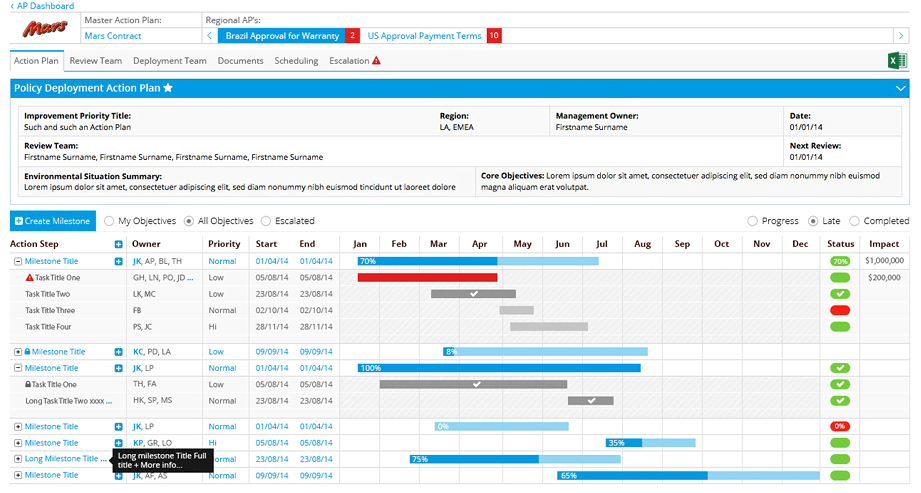 ‹ AP Dashboard
Mars
Master Action Plan:
Regional AP's:
Mars Contract
Brazil Approval for Warranty 2
US Approval Payment Terms 10
Action Plan Review Team Deployment Team Documents Scheduling Escalation
Policy Deployment Action Plan
Improvement Priority Title:
Such and such an Action Plan
Region:
LA, EMEA
Management Owner:
Firstname Surname
Date:
01/01/14
Review Team:
Firstname Surname, Firstname Surname, Firstname Surname, Firstname Surname
Next Review:
01/01/14
Environmental Situation Summary:
Lorem ipsum dolor sit amet, consectetuer adipiscing elit, sed diam nonummy nibh euismod tincidunt ut laoreet dolore
Core Objectives: Lorem ipsum dolor sit amet, consectetuer adipiscing elit, sed diam nonummy nibh euismod
magna aliquam erat volutpat.
Create Milestone My Objectives All Objectives Escalated Progress Late Completed
Action Step Owner Priority Start End Jan Feb Mar Apr May Jun Jul Aug Sep Oct Nov Dec Status Impact
Milestone Title JK, AP, BL, TH Normal 01/04/14 01/04/14 70% 70% $1,000,000
Task Title One GH, LN, PO, JD ... Low 05/08/14 05/08/14 $200,000
Task Title Two LK, MC Low 23/08/14 23/08/14
Task Title Three FB Normal 02/10/14 02/10/14
Task Title Four PS, JC Hi 28/11/14 28/11/14
Milestone Title KC, PD, LA Low 09/09/14 09/09/14 8%
Milestone Title JK, LP Normal 01/04/14 01/04/14 100%
Task Title One TH, FA Low 05/08/14 05/08/14
Long Task Title Two xxxx ... HK, SP, MS Normal 23/08/14 23/08/14
Milestone Title JK, LP Normal 01/04/14 01/04/14 0% 0%
Milestone Title KP, GR, LO Hi 05/08/14 05/08/14 35%
Long Milestone Title ... Normal 23/08/14 23/08/14 75%
Long milestone Title Full
title + More info...
Milestone Title JK, AF, AS Normal 09/09/14 09/09/14 65%